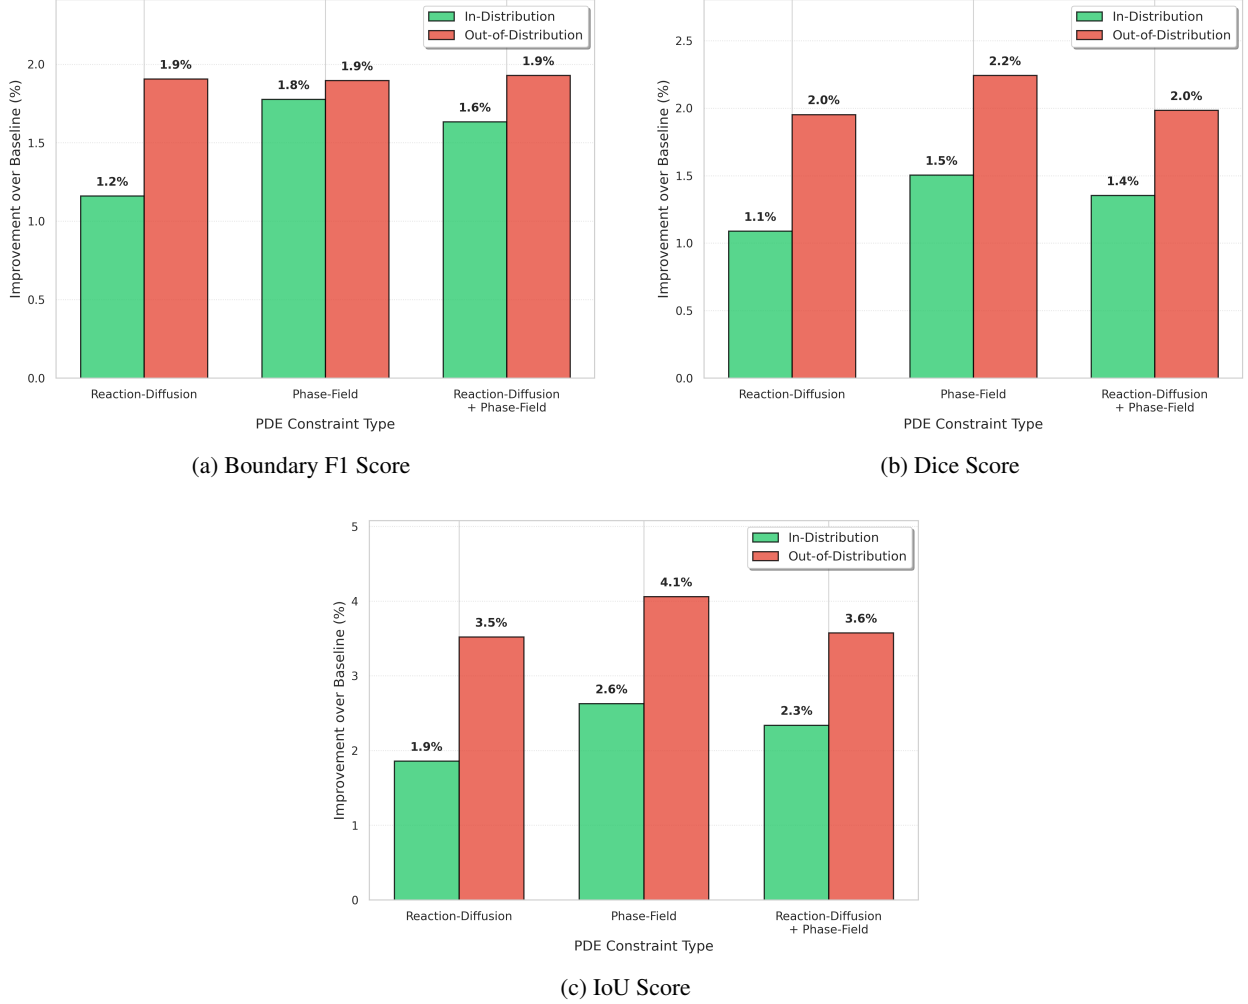 In-Distribution
Out-of-Distribution
Improvement over Baseline (%)
2.0
1.5
1.0
0.5
0.0
1.2%
1.9%
1.8%
1.9%
1.6%
1.9%
Reaction-Diffusion
Phase-Field
Reaction-Diffusion
+ Phase-Field
PDE Constraint Type
(a) Boundary F1 Score
In-Distribution
Out-of-Distribution
Improvement over Baseline (%)
2.5
2.0
1.5
1.0
0.5
0.0
1.1%
2.0%
1.5%
2.2%
1.4%
2.0%
Reaction-Diffusion
Phase-Field
Reaction-Diffusion
+ Phase-Field
PDE Constraint Type
(b) Dice Score
In-Distribution
Out-of-Distribution
Improvement over Baseline (%)
5
4
3
2
1
0
1.9%
3.5%
2.6%
4.1%
2.3%
3.6%
Reaction-Diffusion
Phase-Field
Reaction-Diffusion
+ Phase-Field
PDE Constraint Type
(c) IoU Score